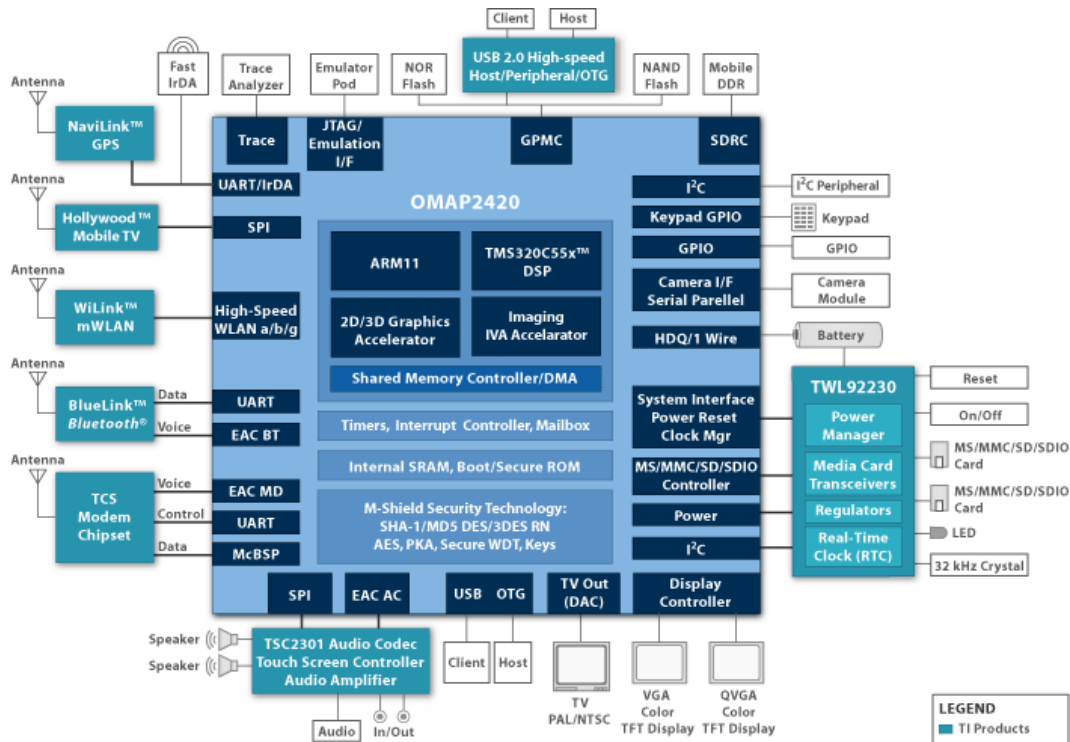 Client
Host
USB 2.0 High-speed
Host/Peripheral/OTG
Fast
IrDA
Trace
Analyzer
Emulator
Pod
NOR
Flash
NAND
Flash
Mobile
DDR
Antenna
NaviLink™
GPS
Trace
JTAG/
Emulation
I/F
GPMC
SDRC
Antenna
Hollywood™
Mobile TV
UART/IrDA
SPI
OMAP2420
I²C
I²C Peripheral
Keypad GPIO
Keypad
GPIO
GPIO
ARM11
TMS320C55x™
DSP
Camera I/F
Serial Parellel
Camera
Module
Antenna
WiLink™
mWLAN
High-Speed
WLAN a/b/g
2D/3D Graphics
Accelerator
Imaging
IVA Accelarator
HDQ/1 Wire
Battery
Shared Memory Controller/DMA
Antenna
BlueLink™
Bluetooth®
Data
Voice
UART
EAC BT
Timers, Interrupt Controller, Mailbox
System Interface
Power Reset
Clock Mgr
TWL92230
Power
Manager
Reset
On/Off
Internal SRAM, Boot/Secure ROM
MS/MMC/SD/SDIO
Controller
Media Card
Transceivers
MS/MMC/SD/SDIO
Card
MS/MMC/SD/SDIO
Card
Antenna
TCS
Modem
Chipset
Voice
Control
Data
EAC MD
UART
McBSP
M-Shield Security Technology:
SHA-1/MD5 DES/3DES RN
AES, PKA, Secure WDT, Keys
Power
Regulators
I²C
Real-Time
Clock (RTC)
LED
32 kHz Crystal
SPI
EAC AC
USB OTG
TV Out
(DAC)
Display
Controller
Speaker
Speaker
TSC2301 Audio Codec
Touch Screen Controller
Audio Amplifier
Client
Host
Audio
In/Out
TV
PAL/NTSC
VGA
Color
TFT Display
QVGA
Color
TFT Display
LEGEND
TI Products